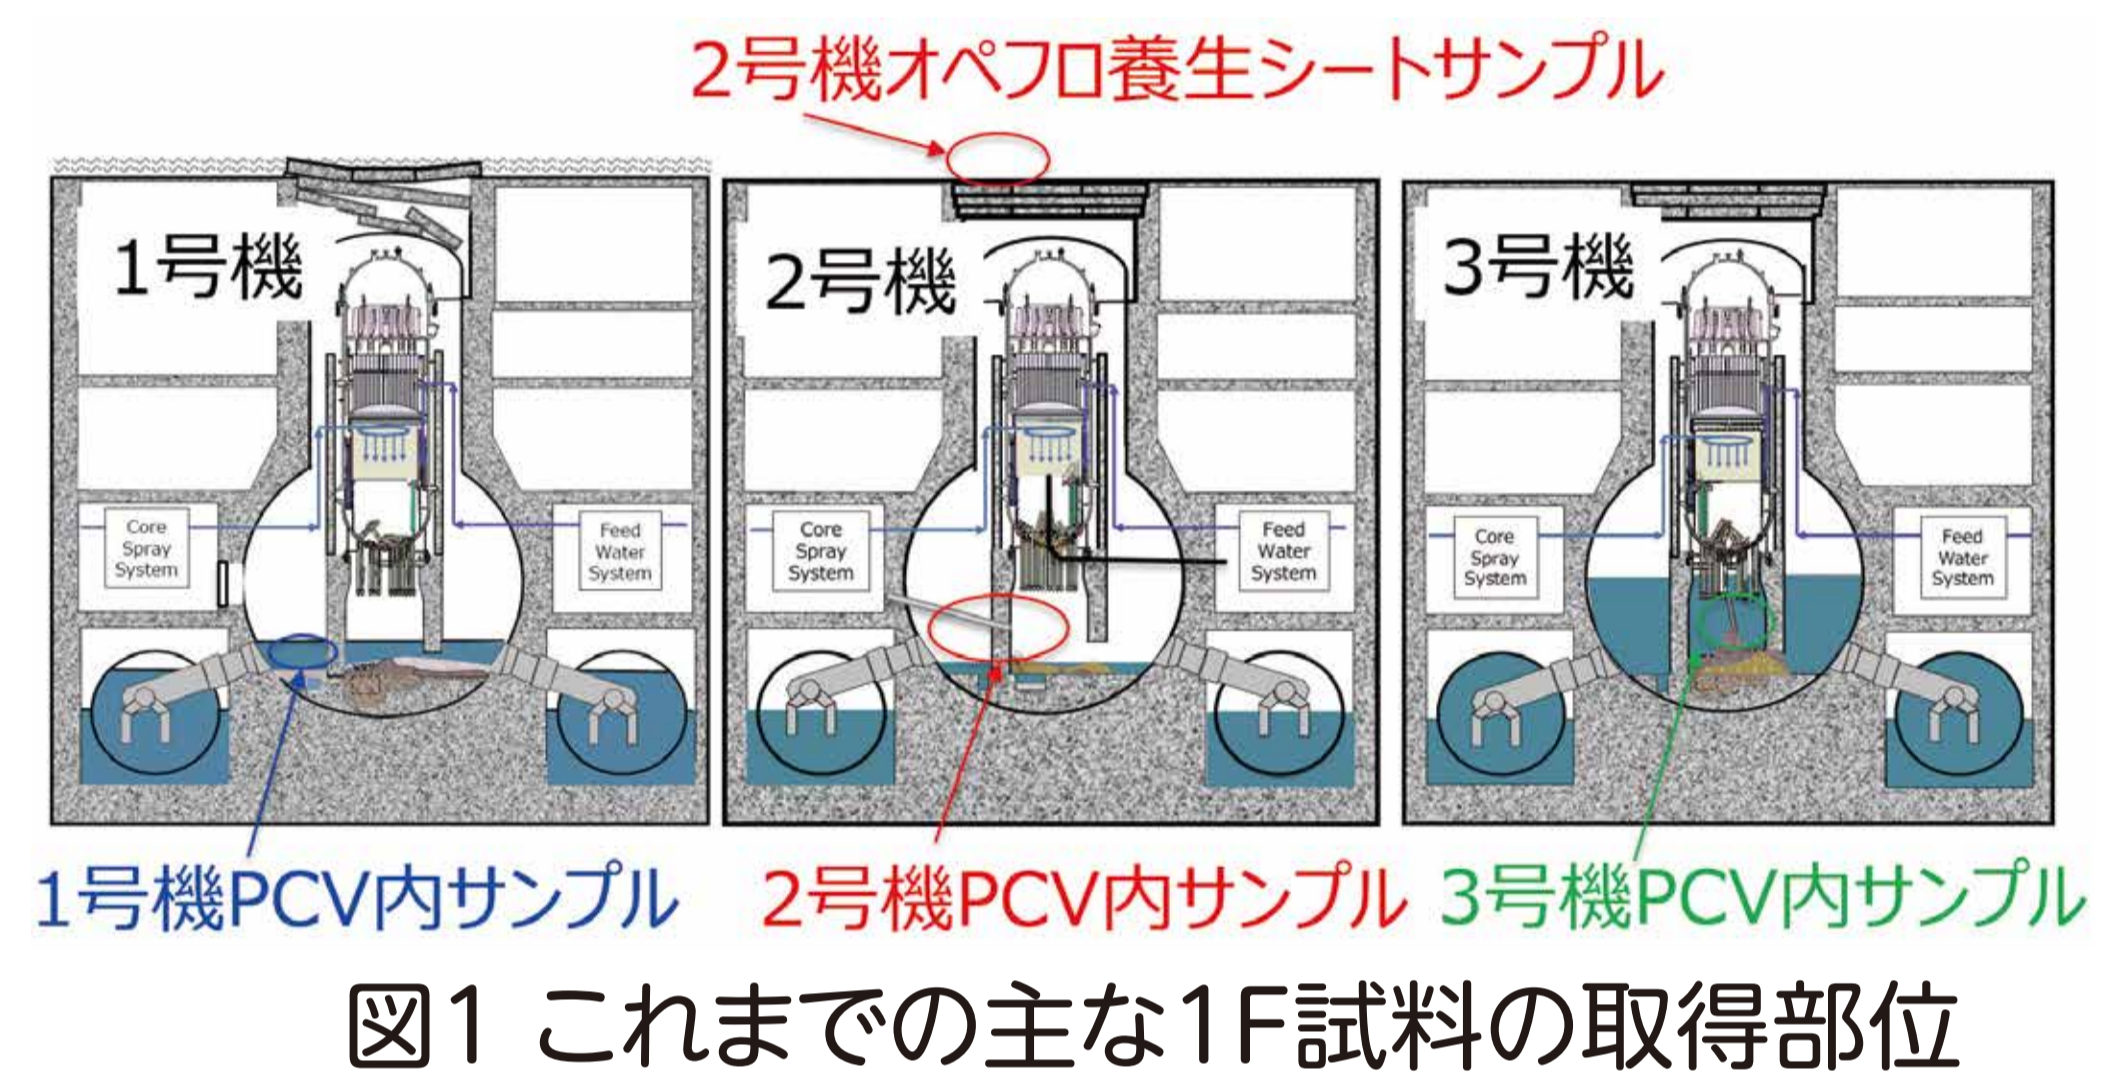 2号機オペフロ養生シートサンプル
1号機
2号機
3号機
Core
Spray
System
Feed
Water
System
Core
Spray
System
Feed
Water
System
Core
Spray
System
Feed
Water
System
1号機PCV内サンプル
2号機PCV内サンプル
3号機PCV内サンプル
図1 これまでの主な1F試料の取得部位